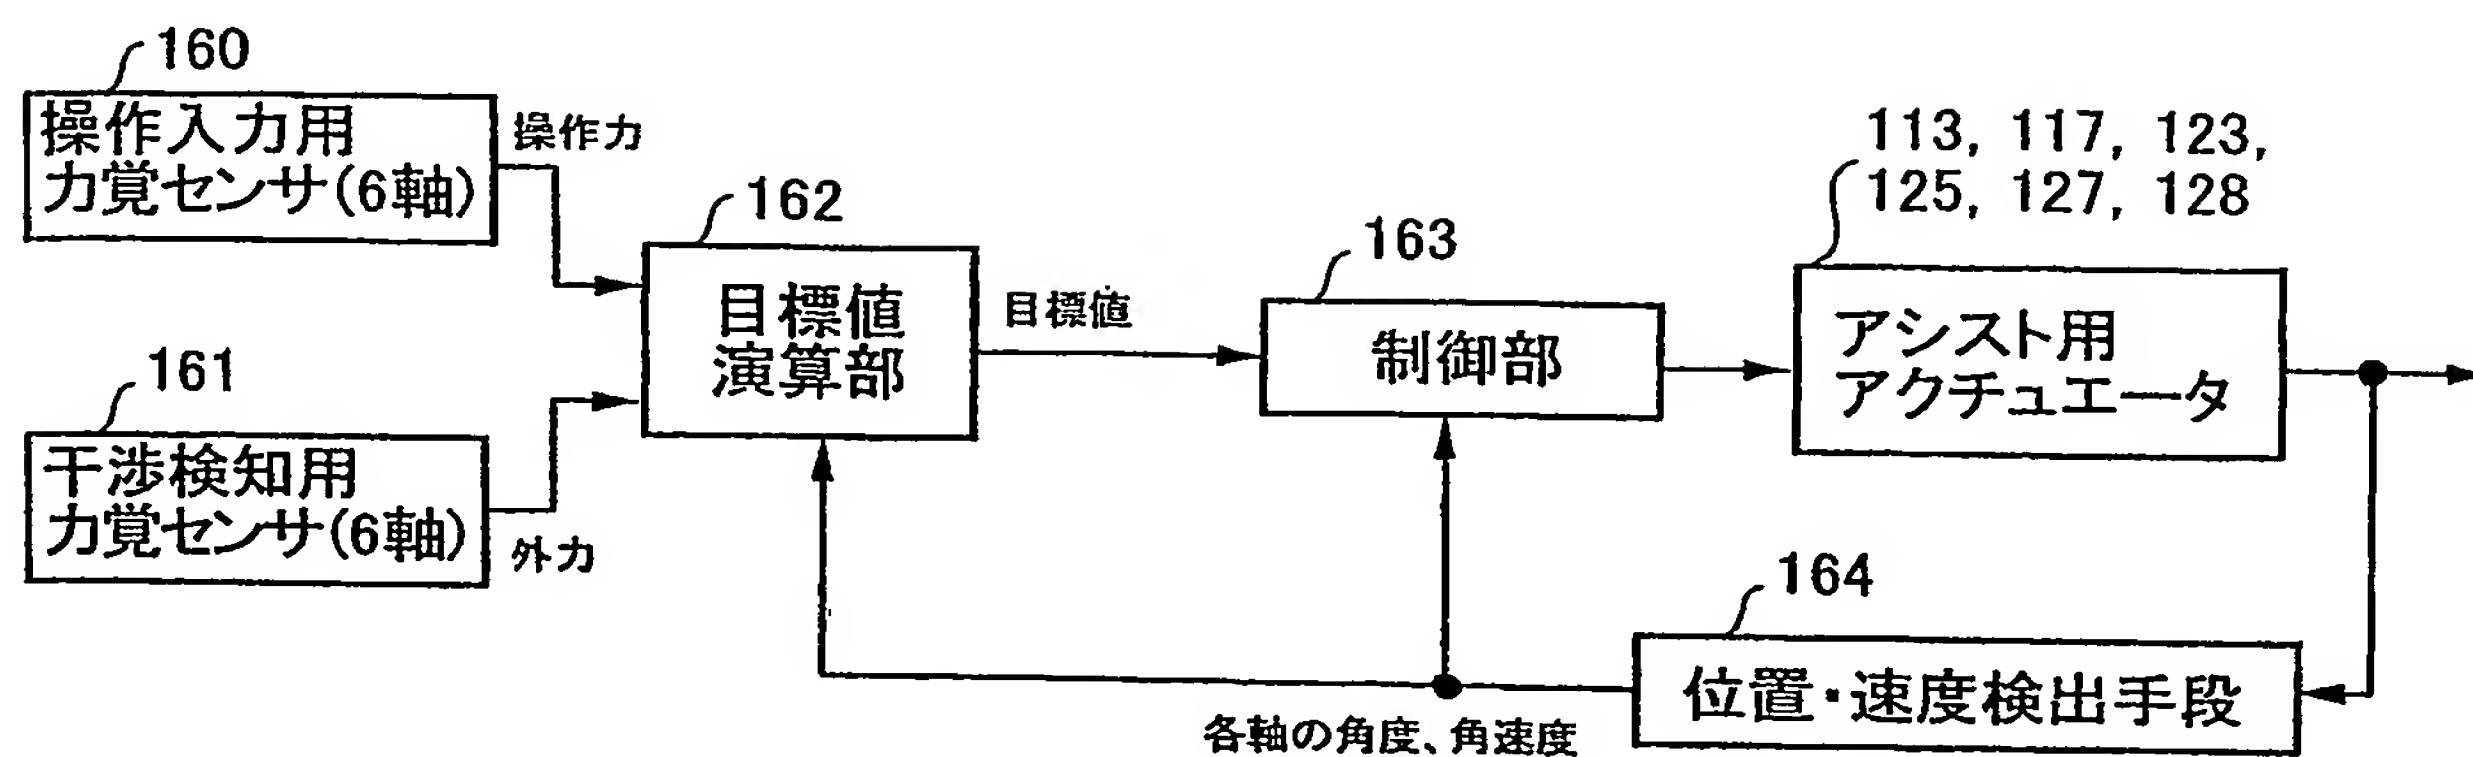 160
操作入力用
力覚センサ(6軸)
操作力
161
干渉検知用
力覚センサ(6軸)
外力
162
目標値
演算部
目標値
163
制御部
113, 117, 123,
125, 127, 128
アシスト用
アクチュエータ
164
位置・速度検出手段
各軸の角度、角速度